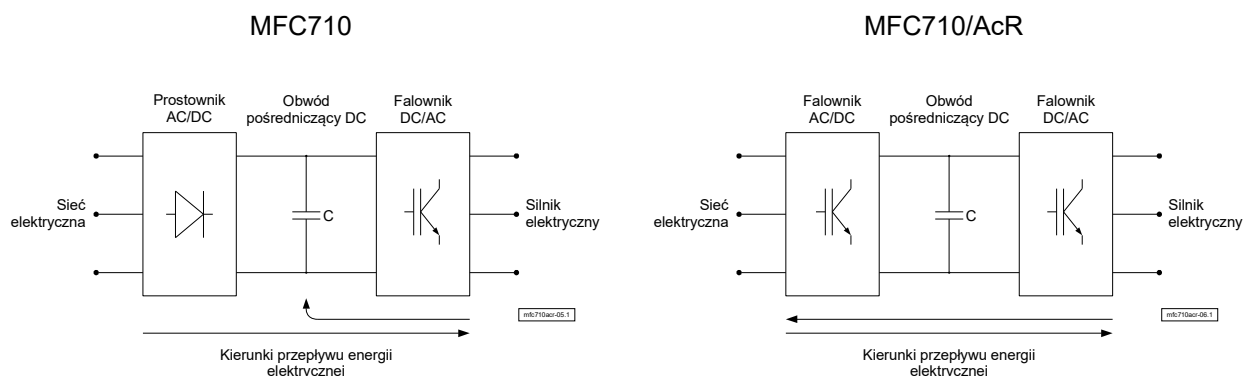 MFC710
Prostownik
AC/DC
Obwód
pośredniczący DC
Falownik
DC/AC
Sieć
elektryczna
C
Silnik
elektryczny
mfc710acr-05.1
Kierunki przepływu energii
elektrycznej
MFC710/AcR
Falownik
AC/DC
Obwód
pośredniczący DC
Falownik
DC/AC
Sieć
elektryczna
C
Silnik
elektryczny
mfc710acr-06.1
Kierunki przepływu energii
elektrycznej